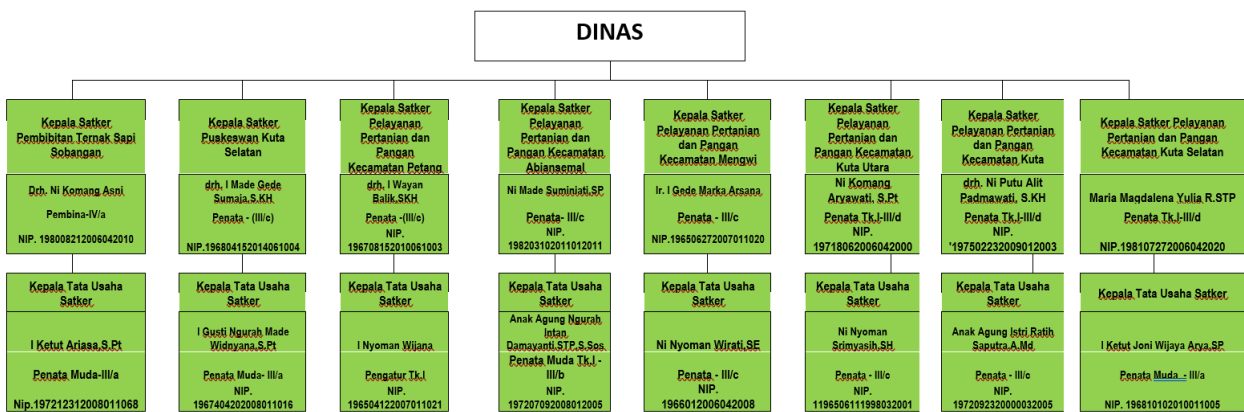 DINAS
Kepala Satker
Pembibitan Ternak Sapi
Sobangan
Drh. Ni Komang Asni
Pembina-IV/a
NIP. 198008212006042010
Kepala Satker
Puskeswan Kuta
Selatan
drh, I Made Gede
Sumaja,S.KH
Penata - (III/c)
NIP.196804152014061004
Kepala Satker
Pelayanan
Pertanian dan
Pangan
Kecamatan Petang
drh, I Wayan
Balik,SKH
Penata -(III/c)
NIP.
196708152010061003
Kepala Satker
Pelayanan
Pertanian dan
Pangan Kecamatan
Abiansemal
Ni Made Suminiati,SP
Penata- III/c
NIP.
198203102011012011
Kepala Satker
Pelayanan Pertanian
dan Pangan
Kecamatan Mengwi
Ir. I Gede Marka Arsana
Penata - III/c
NIP.196506272007011020
Kepala Satker
Pelayanan
Pertanian dan
Pangan Kecamatan
Kuta Utara
Ni Komang
Aryawati, S.Pt
Penata Tk.I-III/d
NIP.
19718062006042000
Kepala Satker
Pelayanan Pertanian
dan Pangan
Kecamatan Kuta
drh. Ni Putu Alit
Padmawati, S.KH
Penata Tk.I-III/d
NIP.
'197502232009012003
Kepala Satker Pelayanan
Pertanian dan Pangan
Kecamatan Kuta Selatan
Maria Magdalena Yulia R.STP
Penata Tk.I-III/d
NIP.198107272006042020
Kepala Tata Usaha
Satker
I Ketut Ariasa,S.Pt
Penata Muda-III/a
Nip.197212312008011068
Kepala Tata Usaha
Satker
I Gusti Ngurah Made
Widnyana,S.Pt
Penata Muda- III/a
NIP.
196740420200801​1016
Kepala Tata Usaha
Satker
I Nyoman Wijana
Pengatur Tk.I
NIP.
196504122007011021
Kepala Tata Usaha
Satker
Anak Agung Ngurah
Intan
Damayanti.STP,S.Sos
Penata Muda Tk.I -
III/b
NIP.
197207092008012005
Kepala Tata Usaha
Satker
Ni Nyoman Wirati,SE
Penata - III/c
NIP.
1966012006042008
Kepala Tata Usaha
Satker
Ni Nyoman
Srimyasih,SH
Penata - III/c
NIP.
1196506111998032001
Kepala Tata Usaha
Satker
Anak Agung Istri Ratih
Saputra,A.Md
Penata - III/c
NIP.
1972092320000032005
Kepala Tata Usaha Satker
I Ketut Joni Wijaya Arya,SP
Penata Muda - III/a
NIP. 196810102010011005